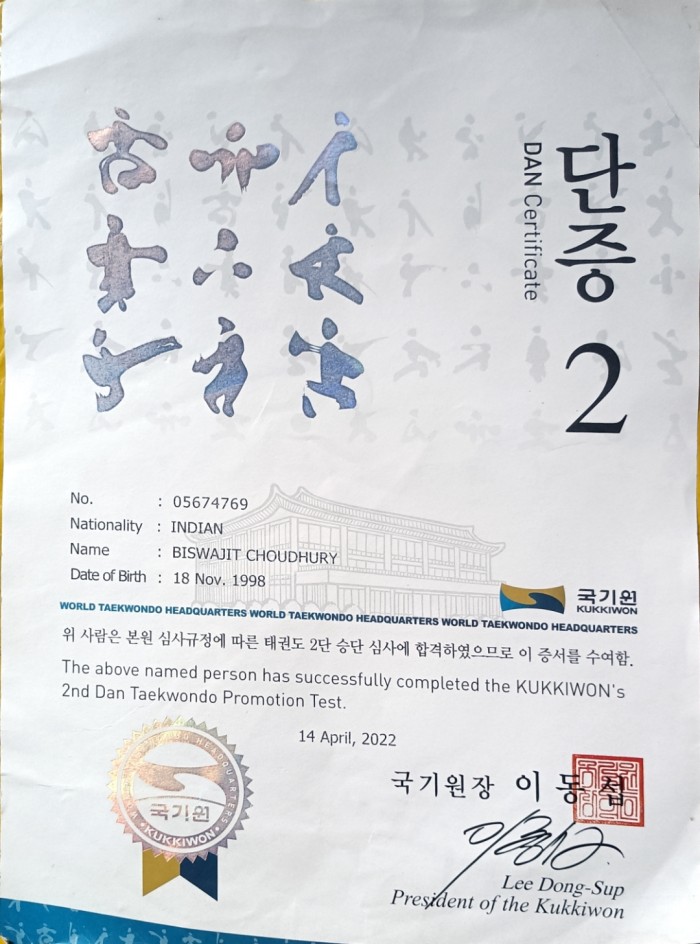 단증
DAN Certificate
2
No. : 05674769
Nationality : INDIAN
Name : BISWAJIT CHOUDHURY
Date of Birth : 18 Nov. 1998
국기원
KUKKIWON
WORLD TAEKWONDO HEADQUARTERS WORLD TAEKWONDO HEADQUARTERS WORLD TAEKWONDO HEADQUARTERS
위 사람은 본원 심사규정에 따른 태권도 2단 승단 심사에 합격하였으므로 이 증서를 수여함.
The above named person has successfully completed the KUKKIWON's
2nd Dan Taekwondo Promotion Test.
14 April, 2022
국기원
KUKKIWON
국기원장 이동섭
Lee Dong-Sup
President of the Kukkiwon